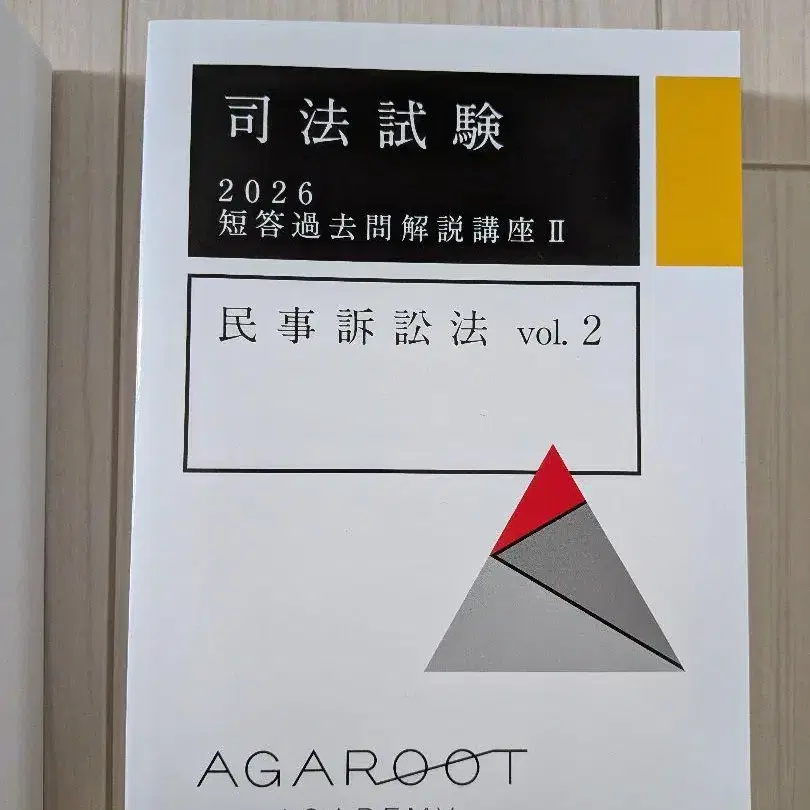 司法試験
2026
短答過去問解説講座Ⅱ
民事訴訟法 vol. 2
AGAROOT
ACADEMY